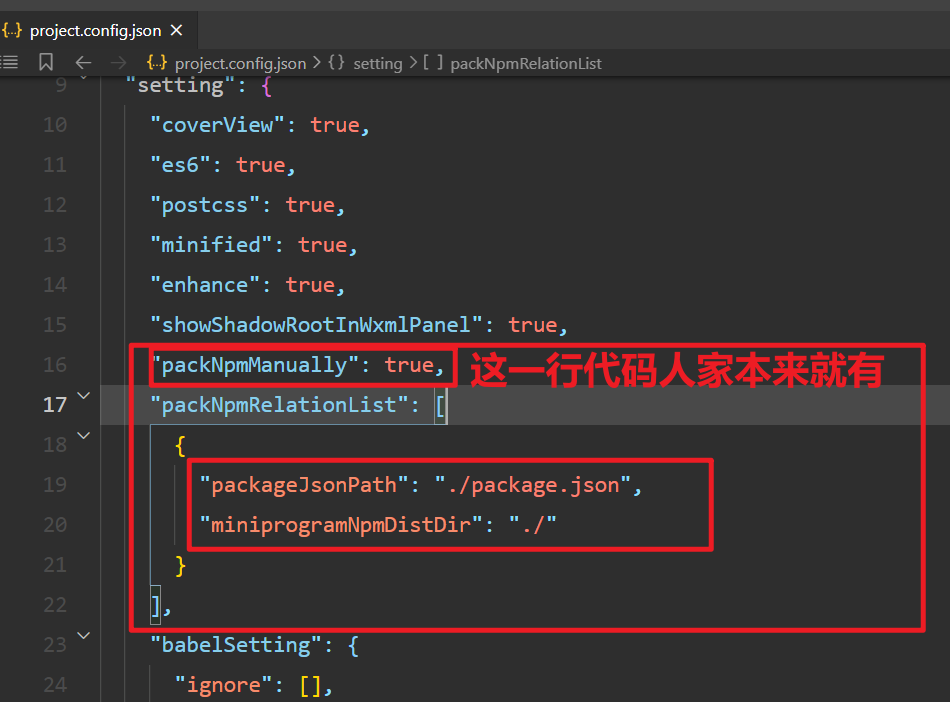 {..} project.config.json ×
{..} project.config.json > {} setting > [ ] packNpmRelationList
9 "setting": {
10 "coverView": true,
11 "es6": true,
12 "postcss": true,
13 "minified": true,
14 "enhance": true,
15 "showShadowRootInWxmlPanel": true,
16 "packNpmManually": true, 这一行代码人家本来就有
17 "packNpmRelationList": [
18 {
19 "packageJsonPath": "./package.json",
20 "miniprogramNpmDistDir": "./"
21 }
22 ],
23 "babelSetting": {
24 "ignore": [],